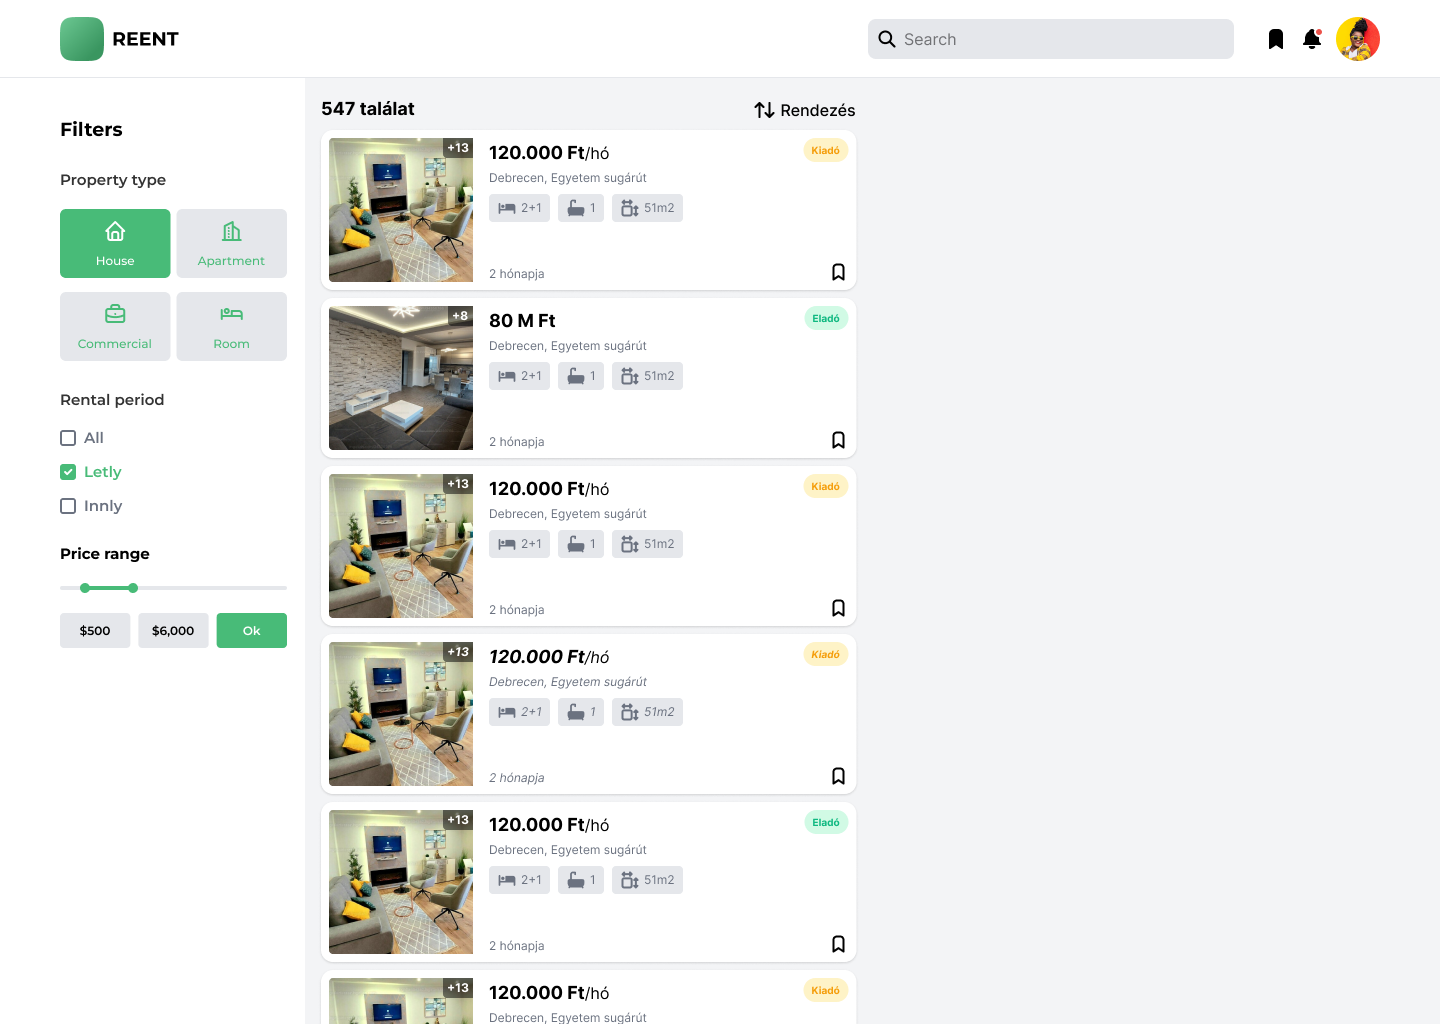 REENT
Search
Filters
Property type
House
Apartment
Commercial
Room
Rental period
All
Letly
Innly
Price range
$500
$6,000
Ok
547 találat
Rendezés
+13
120.000 Ft/hó
Kiadó
Debrecen, Egyetem sugárút
2+1
1
51m2
2 hónapja
+8
80 M Ft
Eladó
Debrecen, Egyetem sugárút
2+1
1
51m2
2 hónapja
+13
120.000 Ft/hó
Kiadó
Debrecen, Egyetem sugárút
2+1
1
51m2
2 hónapja
+13
120.000 Ft/hó
Kiadó
Debrecen, Egyetem sugárút
2+1
1
51m2
2 hónapja
+13
120.000 Ft/hó
Eladó
Debrecen, Egyetem sugárút
2+1
1
51m2
2 hónapja
+13
120.000 Ft/hó
Kiadó
Debrecen, Egyetem sugárút